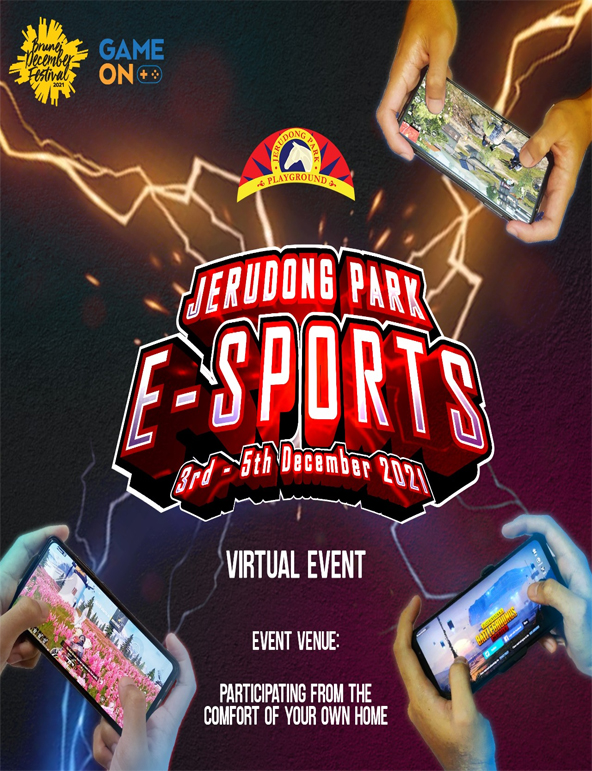 Brunei
December
Festival
2021
GAME
ON
JERUDONG PARK
PLAYGROUND
JERUDONG PARK
E-SPORTS
3rd - 5th December 2021
VIRTUAL EVENT
BATTLEGROUNDS
EVENT VENUE:
PARTICIPATING FROM THE
COMFORT OF YOUR OWN HOME